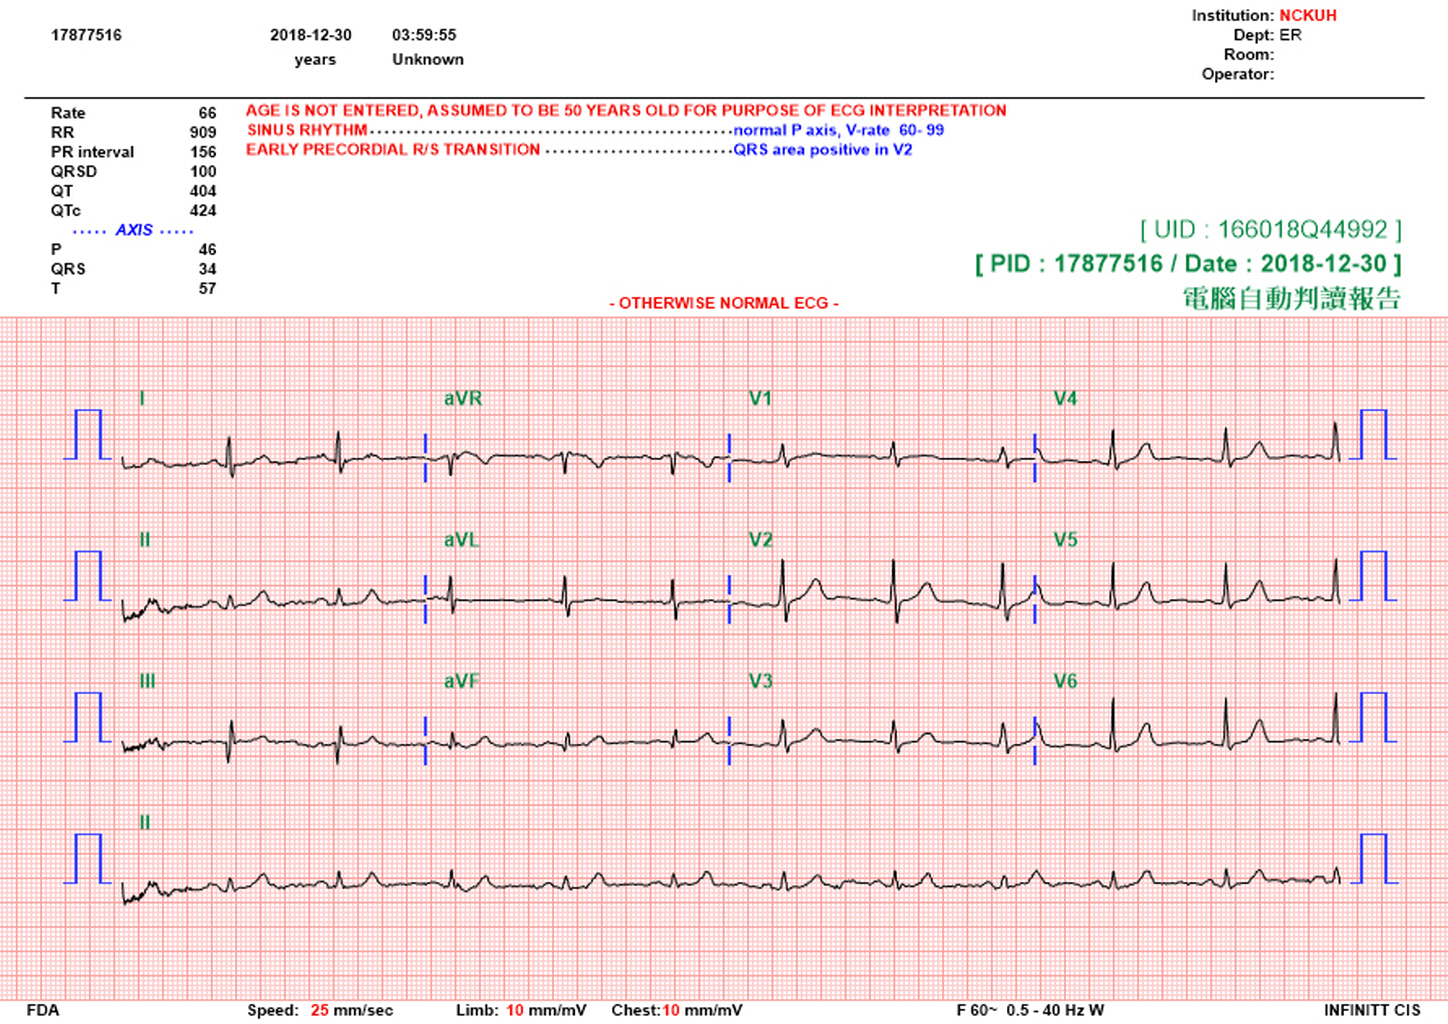 Institution: NCKUH
17877516 2018-12-30 03:59:55 Dept: ER
years Unknown Room:
Operator:
Rate 66 AGE IS NOT ENTERED, ASSUMED TO BE 50 YEARS OLD FOR PURPOSE OF ECG INTERPRETATION
RR 909 SINUS RHYTHM normal P axis, V-rate 60- 99
PR interval 156 EARLY PRECORDIAL R/S TRANSITION QRS area positive in V2
QRSD 100
QT 404
QTc 424
AXIS
P 46
QRS 34
T 57
[ UID : 166018Q44992 ]
[ PID : 17877516 / Date : 2018-12-30 ]
電腦自動判讀報告
- OTHERWISE NORMAL ECG -
I aVR V1 V4
II aVL V2 V5
III aVF V3 V6
II
FDA Speed: 25 mm/sec Limb: 10 mm/mV Chest:10 mm/mV F 60~ 0.5 - 40 Hz W INFINITT CIS